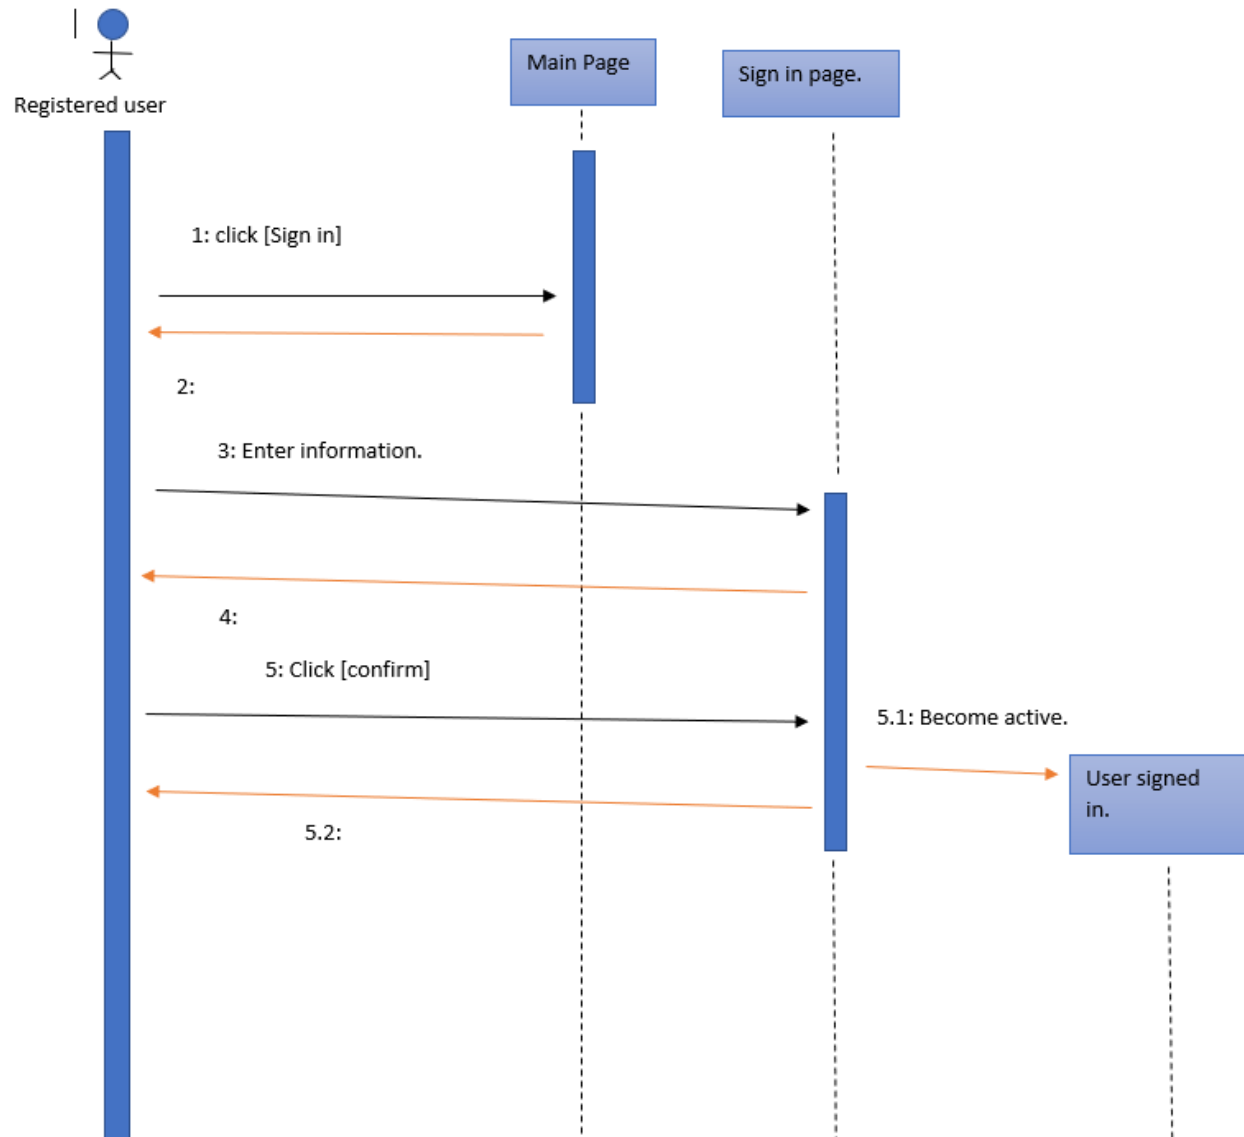 Registered user
Main Page
Sign in page.
1: click [Sign in]
2:
3: Enter information.
4:
5: Click [confirm]
5.1: Become active.
User signed
in.
5.2: